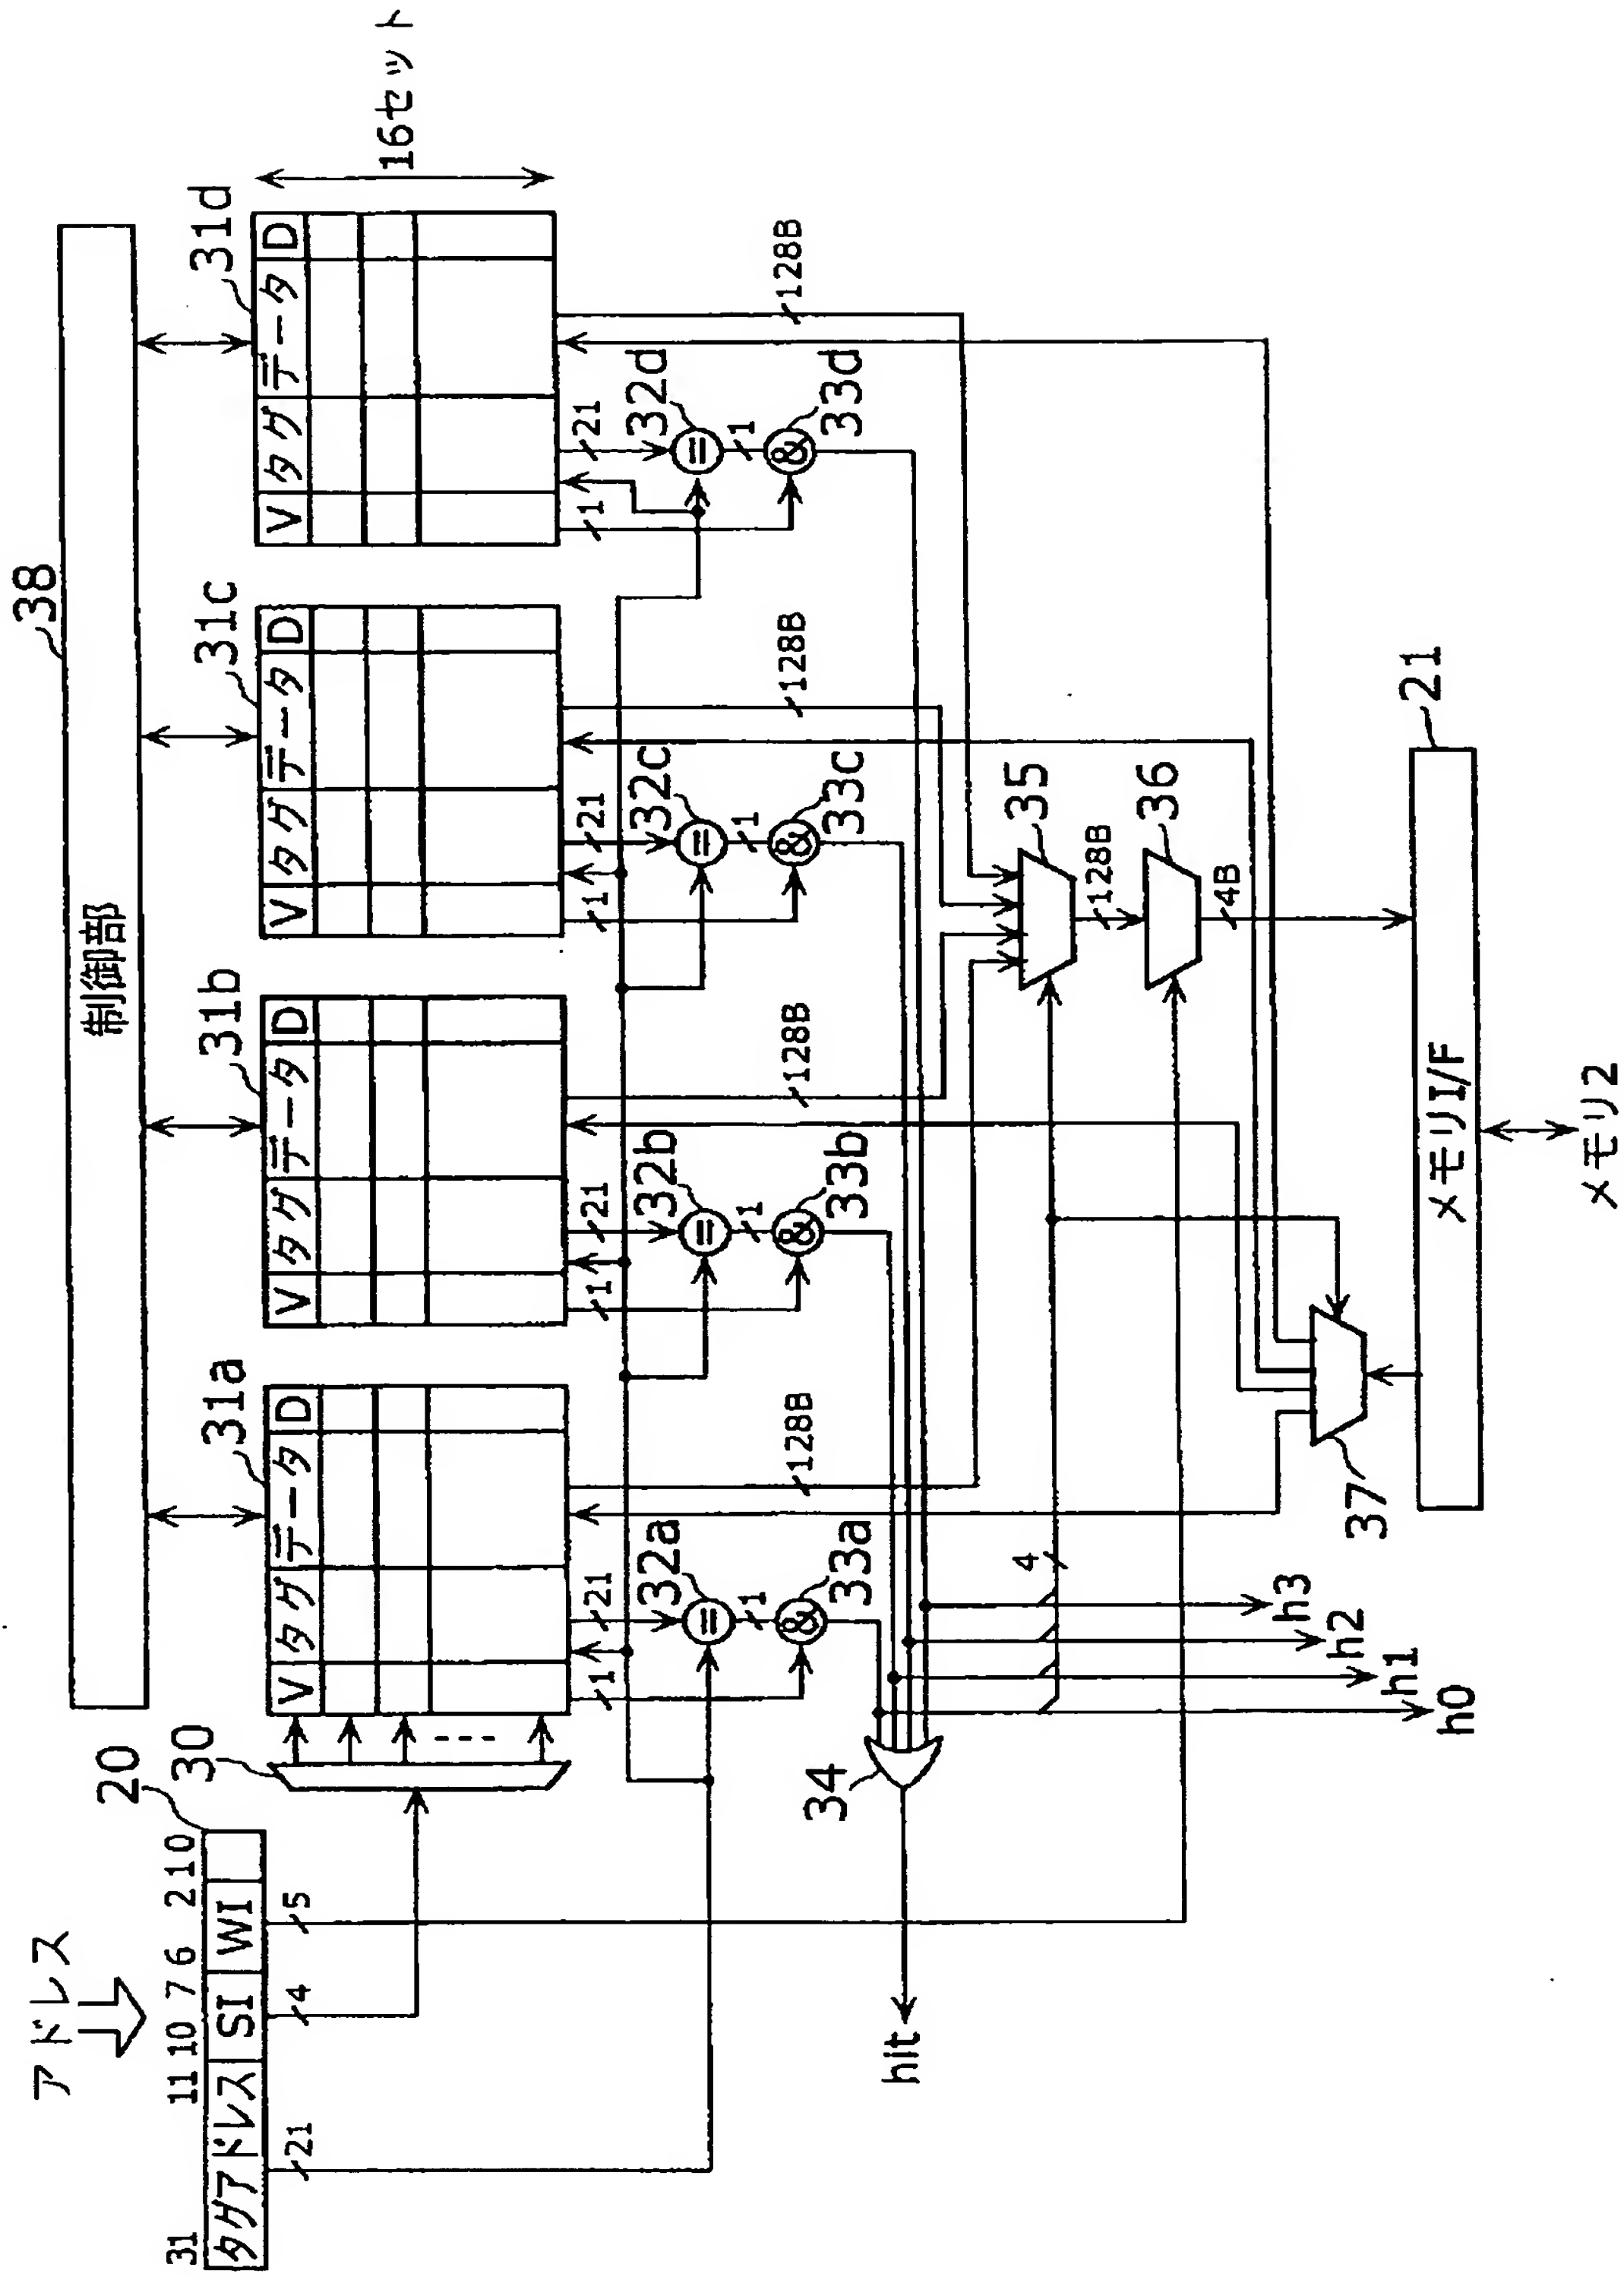 アドレス
31 11 10 7 6 2 1 0
タグアドレス SI WI
20
21 4 5
30
38
制御部
31a 31b 31c 31d
V タグ データ D
V タグ データ D
V タグ データ D
V タグ データ D
16セット
1 21 128B
1 21 128B
1 21 128B
1 21 128B
32a 32b 32c 32d
= = = =
1 1 1 1
& & & &
33a 33b 33c 33d
34
hit
4
35
128B
36
4B
h0 h1 h2 h3
37
21
メモリI/F
メモリ2